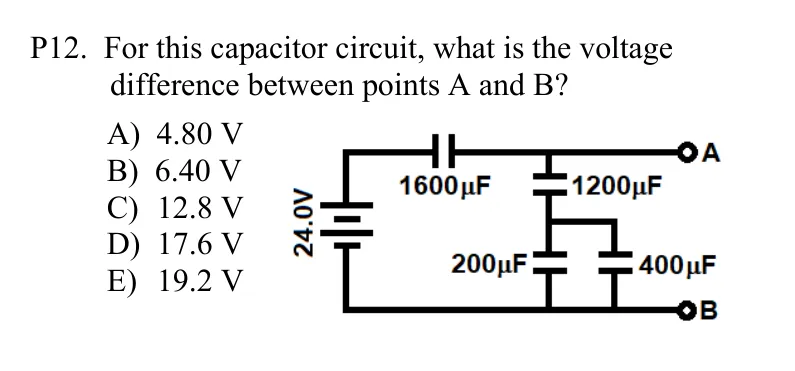 P12. For this capacitor circuit, what is the voltage
difference between points A and B?
A) 4.80 V
B) 6.40 V
C) 12.8 V
D) 17.6 V
E) 19.2 V
24.0V
1600μF
A
1200μF
200μF
400μF
B